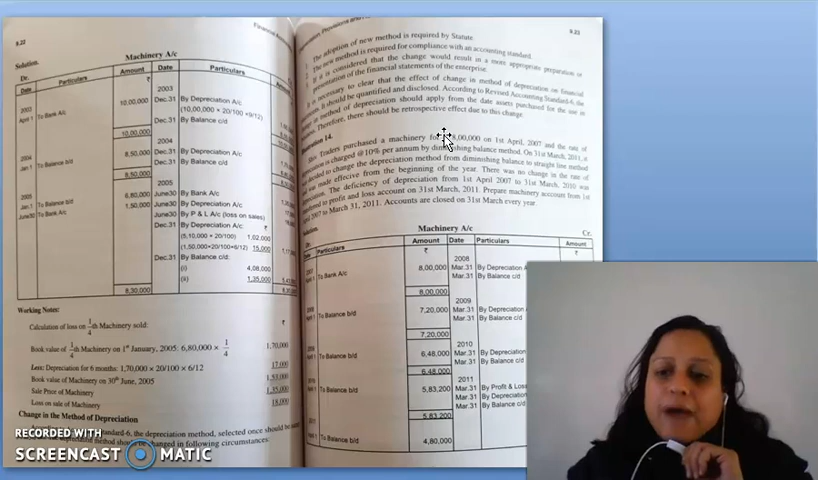 9.22
Financial
Machinery A/c
Solution.
Dr.
Date
Particulars
Amount
Date
Particulars
Amount
₹
2003
April 1 To Bank A/c
10,00,000
2003
Dec.31 By Depreciation A/c
(10,00,000 × 20/100 ×9/12)
Dec.31 By Balance c/d
10,00,000
2004
Jan.1 To Balance b/d
8,50,000
2004
Dec.31 By Depreciation A/c
Dec.31 By Balance c/d
8,50,000
2005
Jan.1 To Balance b/d
June30 To Bank A/c
6,80,000
1,50,000
2005
June30 By Bank A/c
June30 By Depreciation A/c
June30 By P & L A/c (loss on sales)
Dec.31 By Depreciation A/c
(5,10,000 × 20/100) 1,02,000
(1,50,000×20/100×6/12) 15,000
Dec.31 By Balance c/d:
(i) 4,08,000
(ii) 1,35,000
8,30,000
Working Notes:
₹
Calculation of loss on 1/4th Machinery sold:
Book value of 1/4th Machinery on 1st January, 2005: 6,80,000 × 1/4
1,70,000
Less: Depreciation for 6 months: 1,70,000 × 20/100 × 6/12
17,000
Book value of Machinery on 30th June, 2005
1,53,000
Sale Price of Machinery
1,35,000
Loss on sale of Machinery
18,000
Change in the Method of Depreciation
Standard-6, the depreciation method, selected once should be
changed in following circumstances:
9.23
Provisions
1. The adoption of new method is required by Statute
2. The new method is required for compliance with an accounting standard.
3. It is considered that the change would result in a more appropriate preparation or
presentation of the financial statements of the enterprise.
It is necessary to clear that the effect of change in method of depreciation on financial
It should be quantified and disclosed. According to Revised Accounting Standard-6, the
in method of depreciation should apply from the date assets purchased for the use in
Therefore, there should be retrospective effect due to this change.
Illustration 14.
Traders purchased a machinery for 8,00,000 on 1st April, 2007 and the rate of
is charged @10% per annum by diminishing balance method. On 31st March, 2011, it
decided to change the depreciation method from diminishing balance to straight line method
was made effecive from the beginning of the year. There was no change in the rate of
The deficiency of depreciation from 1st April 2007 to 31st March, 2010 was
to profit and loss account on 31st March, 2011. Prepare machinery account from 1st
April 2007 to March 31, 2011. Accounts are closed on 31st March every year.
Solution.
Machinery A/c
Dr.
Cr.
Particulars
Amount
Date
Particulars
Amount
₹
₹
To Bank A/c
8,00,000
2008
Mar.31 By Depreciation
Mar.31 By Balance c/d
8,00,000
To Balance b/d
7,20,000
2009
Mar.31 By Depreciation
Mar.31 By Balance c/d
7,20,000
To Balance b/d
6,48,000
2010
Mar.31 By Depreciation
Mar.31 By Balance c/d
6,48,000
To Balance b/d
5,83,200
2011
Mar.31 By Profit & Loss
Mar.31 By Depreciation
Mar.31 By Balance c/d
5,83,200
To Balance b/d
4,80,000
RECORDED WITH
SCREENCAST MATIC